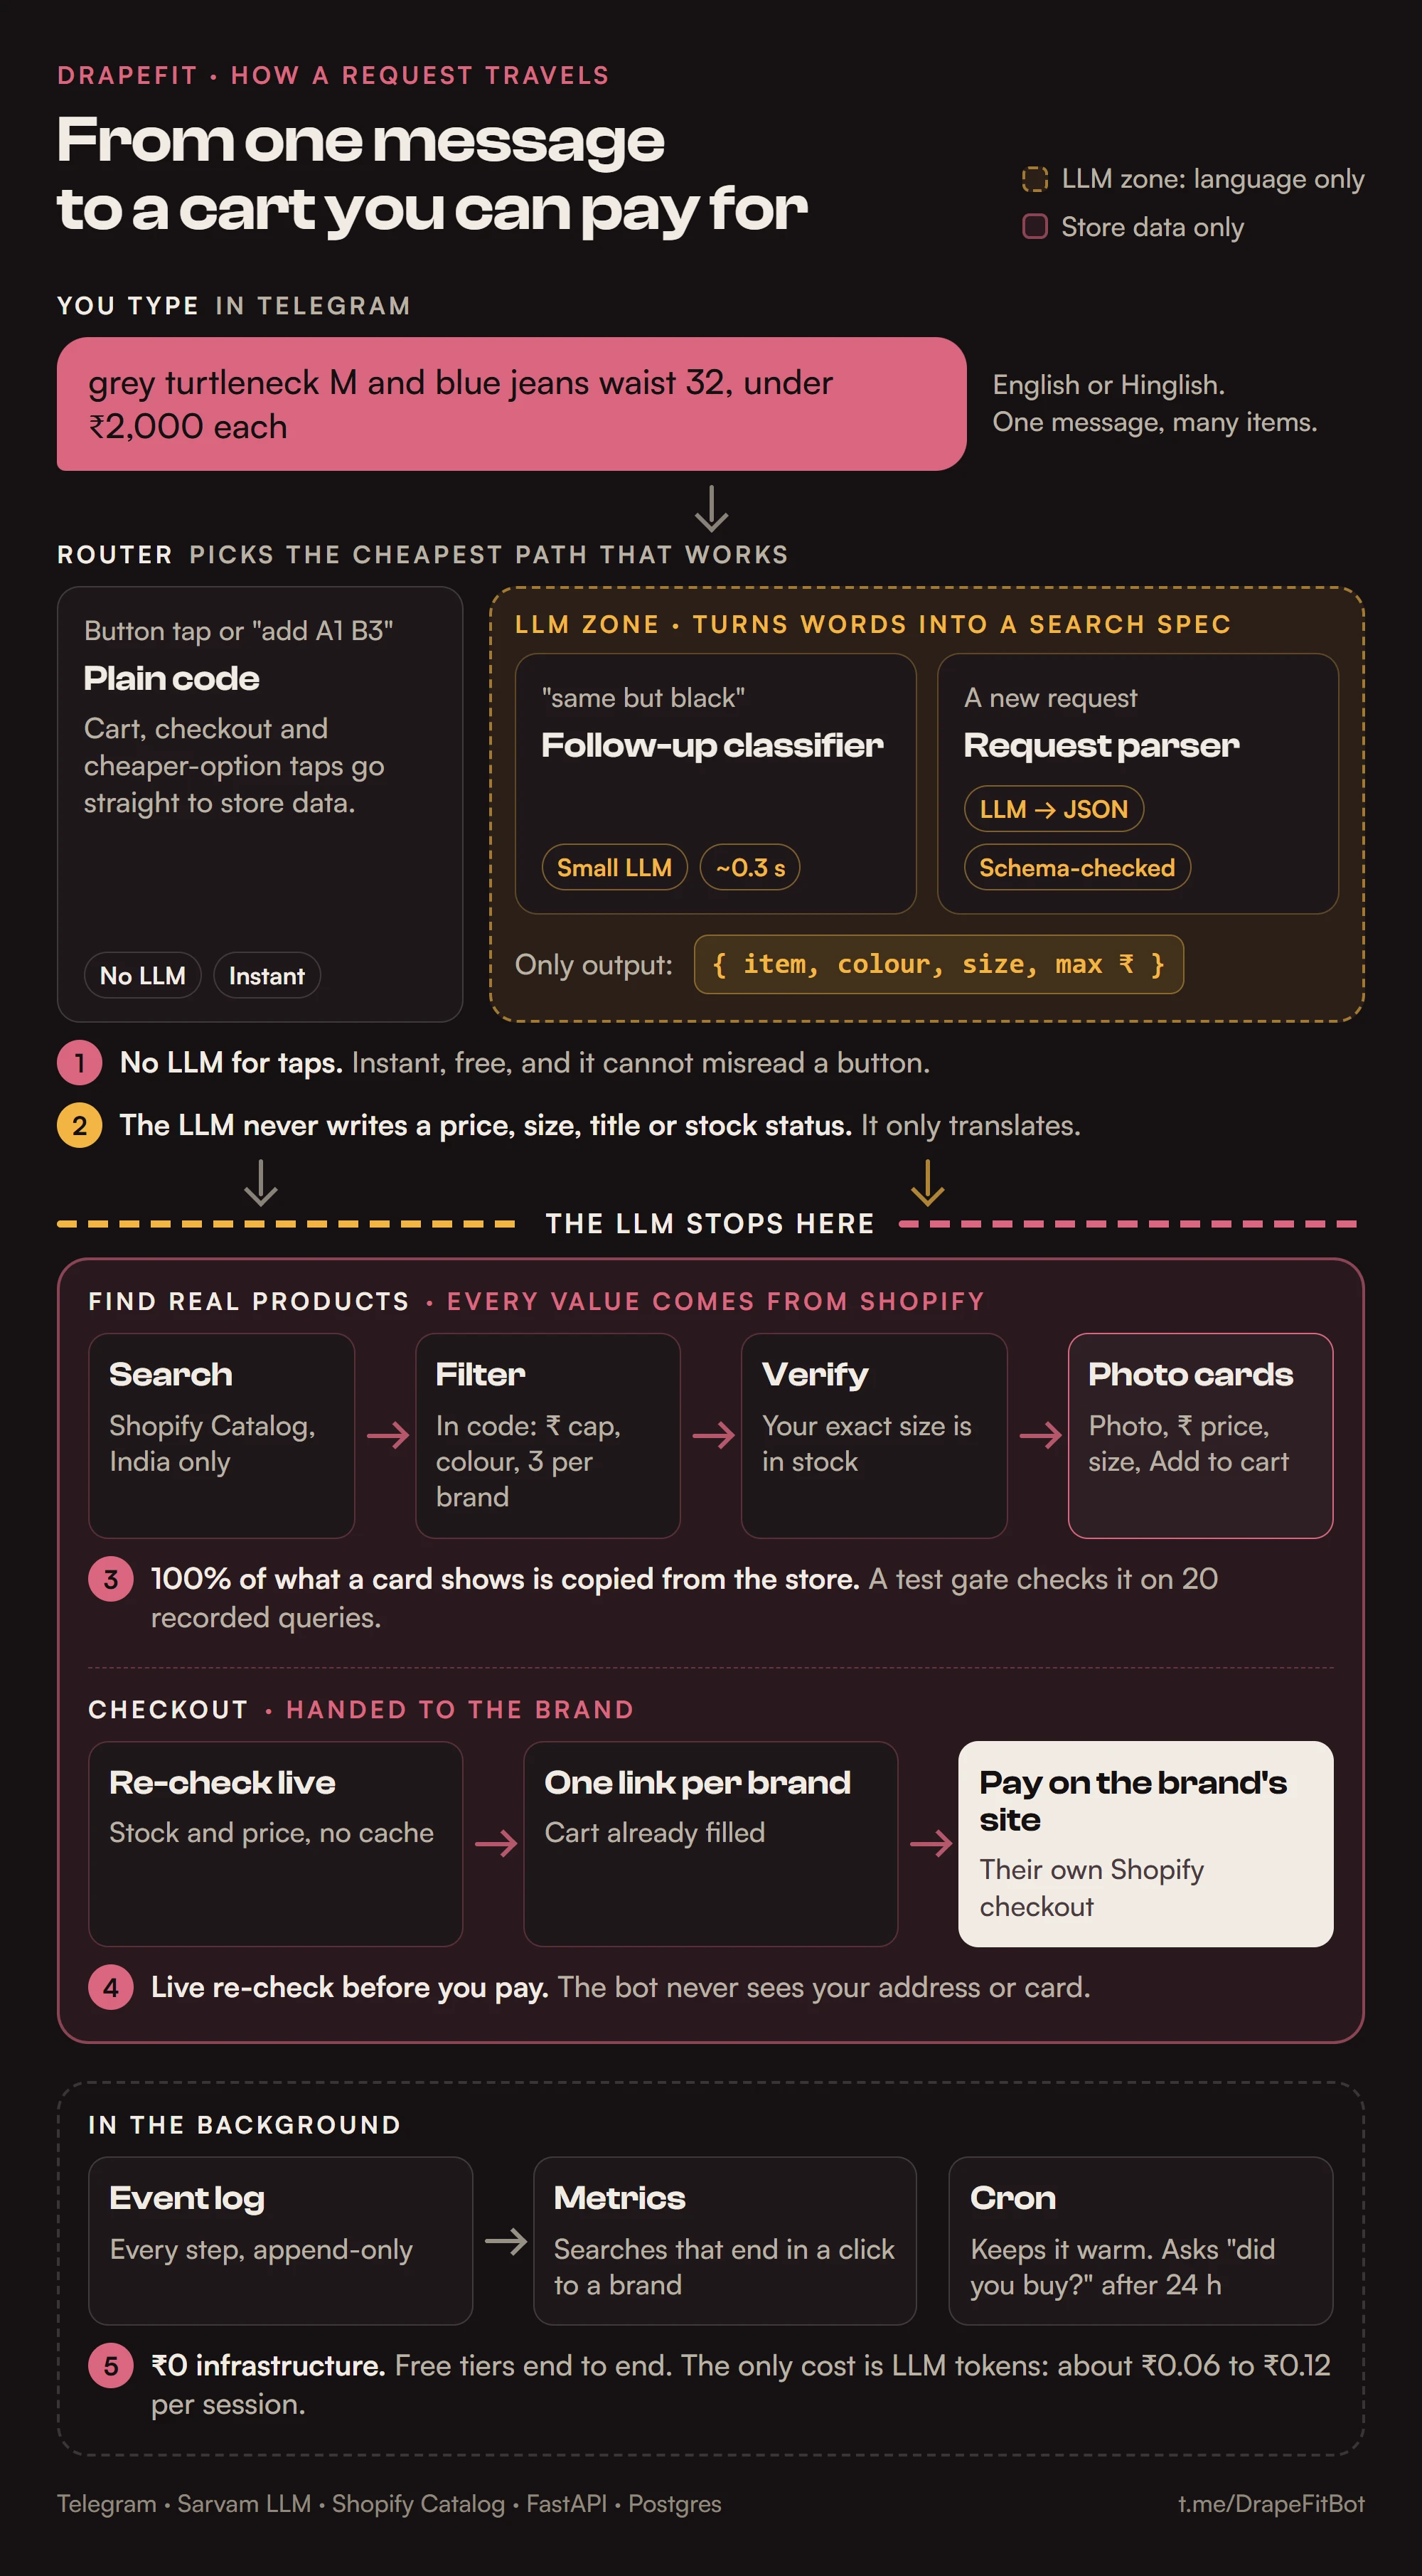 DRAPEFIT · HOW A REQUEST TRAVELS
From one message
to a cart you can pay for
LLM zone: language only
Store data only
YOU TYPE IN TELEGRAM
grey turtleneck M and blue jeans waist 32, under
₹2,000 each
English or Hinglish.
One message, many items.
ROUTER PICKS THE CHEAPEST PATH THAT WORKS
Button tap or "add A1 B3"
Plain code
Cart, checkout and
cheaper-option taps go
straight to store data.
No LLM
Instant
LLM ZONE · TURNS WORDS INTO A SEARCH SPEC
"same but black"
Follow-up classifier
Small LLM
~0.3 s
A new request
Request parser
LLM → JSON
Schema-checked
Only output:
{ item, colour, size, max ₹ }
1 No LLM for taps. Instant, free, and it cannot misread a button.
2 The LLM never writes a price, size, title or stock status. It only translates.
THE LLM STOPS HERE
FIND REAL PRODUCTS · EVERY VALUE COMES FROM SHOPIFY
Search
Shopify Catalog,
India only
Filter
In code: ₹ cap,
colour, 3 per
brand
Verify
Your exact size is
in stock
Photo cards
Photo, ₹ price,
size, Add to cart
3 100% of what a card shows is copied from the store. A test gate checks it on 20
recorded queries.
CHECKOUT · HANDED TO THE BRAND
Re-check live
Stock and price, no cache
One link per brand
Cart already filled
Pay on the brand's
site
Their own Shopify
checkout
4 Live re-check before you pay. The bot never sees your address or card.
IN THE BACKGROUND
Event log
Every step, append-only
Metrics
Searches that end in a click
to a brand
Cron
Keeps it warm. Asks "did
you buy?" after 24 h
5 ₹0 infrastructure. Free tiers end to end. The only cost is LLM tokens: about ₹0.06 to ₹0.12
per session.
Telegram · Sarvam LLM · Shopify Catalog · FastAPI · Postgres
t.me/DrapeFitBot